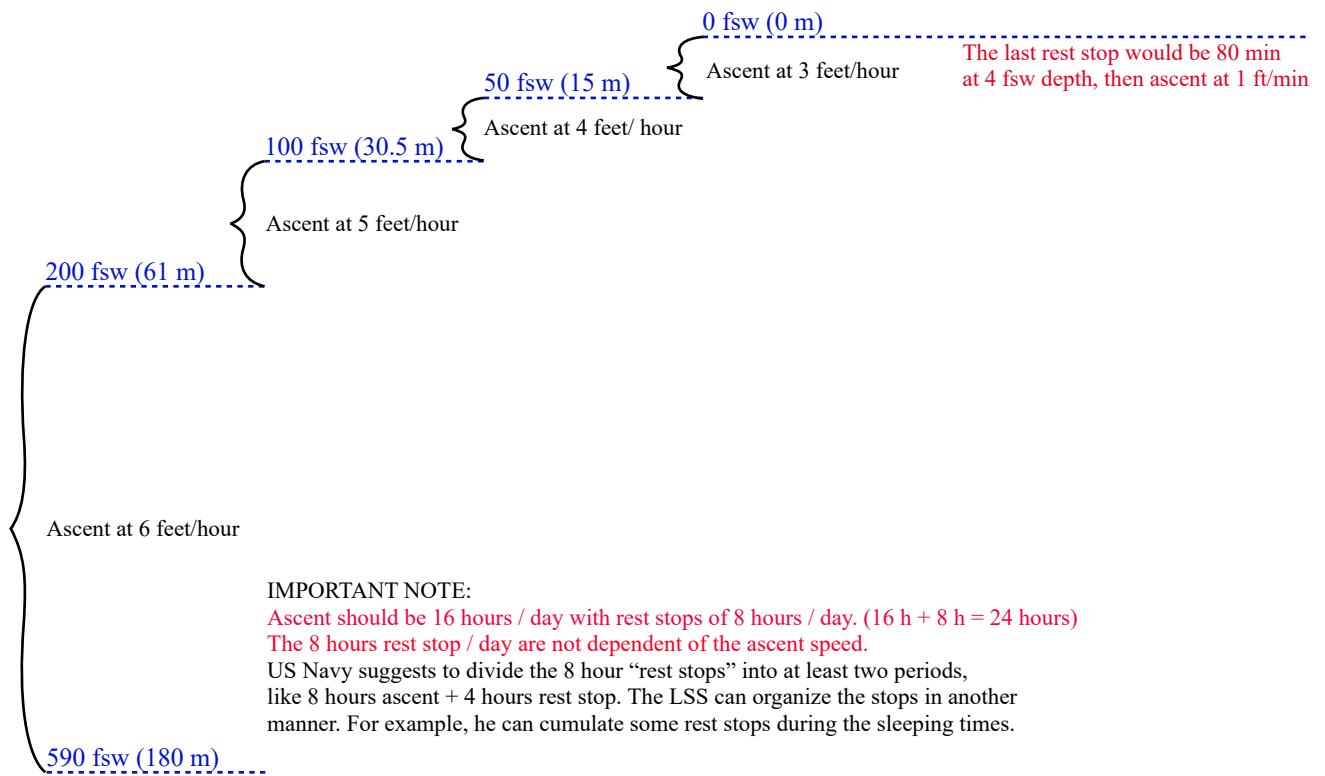 0 fsw (0 m)
The last rest stop would be 80 min
at 4 fsw depth, then ascent at 1 ft/min
Ascent at 3 feet/hour
50 fsw (15 m)
Ascent at 4 feet/ hour
100 fsw (30.5 m)
Ascent at 5 feet/hour
200 fsw (61 m)
Ascent at 6 feet/hour
IMPORTANT NOTE:
Ascent should be 16 hours / day with rest stops of 8 hours / day. (16 h + 8 h = 24 hours)
The 8 hours rest stop / day are not dependent of the ascent speed.
US Navy suggests to divide the 8 hour “rest stops” into at least two periods,
like 8 hours ascent + 4 hours rest stop. The LSS can organize the stops in another
manner. For example, he can cumulate some rest stops during the sleeping times.
590 fsw (180 m)